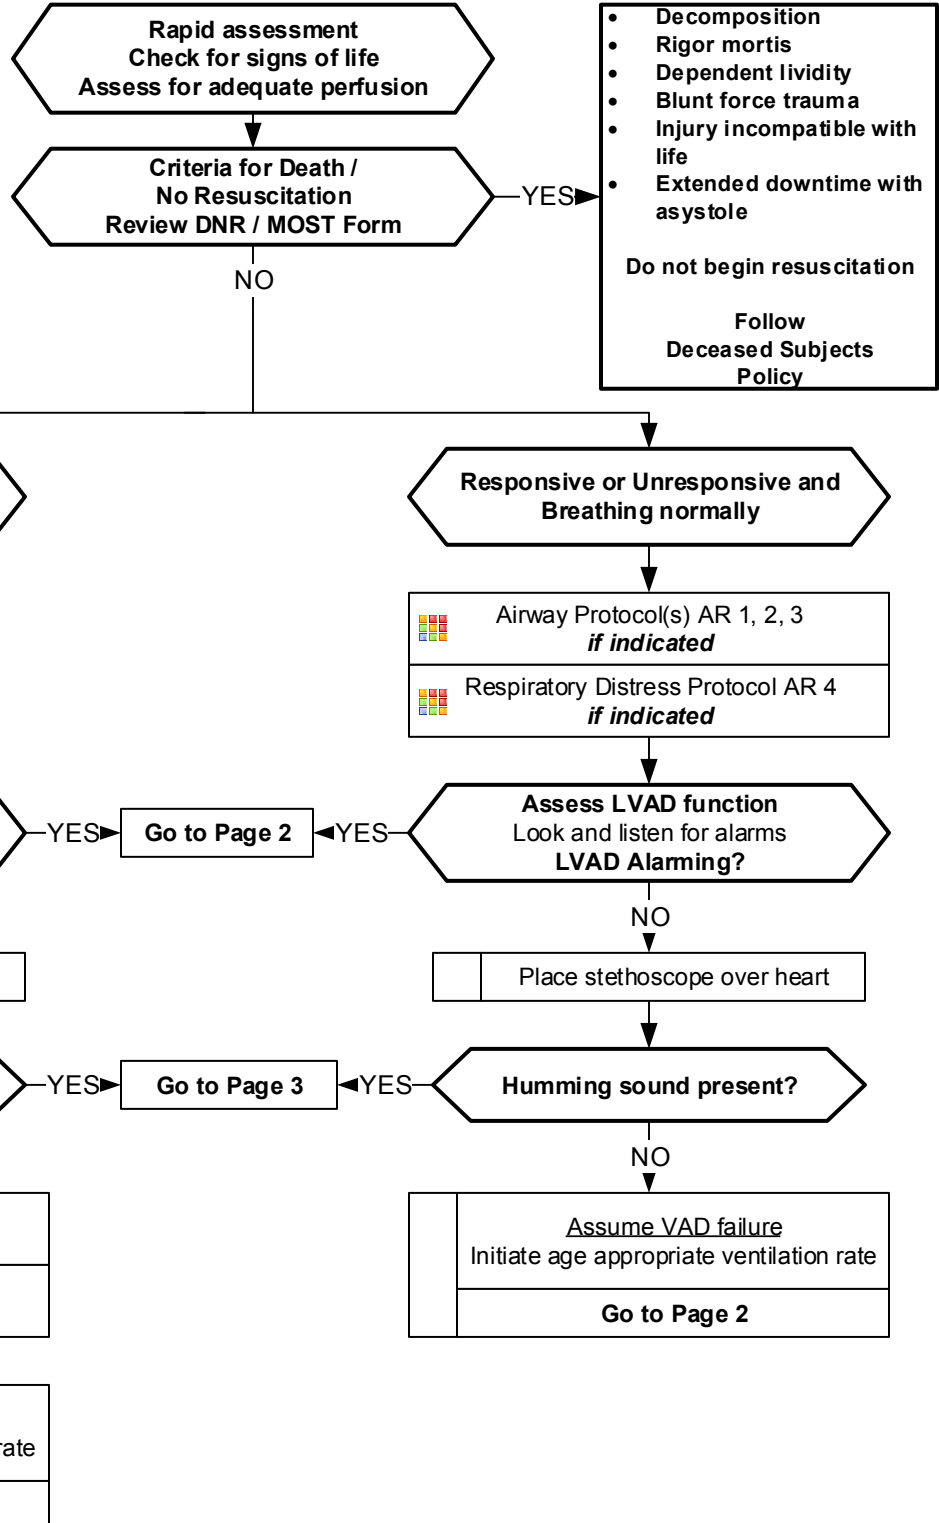 Rapid assessment
Check for signs of life
Assess for adequate perfusion
Criteria for Death /
No Resuscitation
Review DNR / MOST Form
YES
• Decomposition
• Rigor mortis
• Dependent lividity
• Blunt force trauma
• Injury incompatible with
life
• Extended downtime with
asystole
Do not begin resuscitation
Follow
Deceased Subjects
Policy
NO
Responsive or Unresponsive and
Breathing normally
Airway Protocol(s) AR 1, 2, 3
if indicated
Respiratory Distress Protocol AR 4
if indicated
Assess LVAD function
Look and listen for alarms
LVAD Alarming?
YES
Go to Page 2
YES
NO
Place stethoscope over heart
Humming sound present?
YES
Go to Page 3
YES
NO
Assume VAD failure
Initiate age appropriate ventilation rate
Go to Page 2
rate